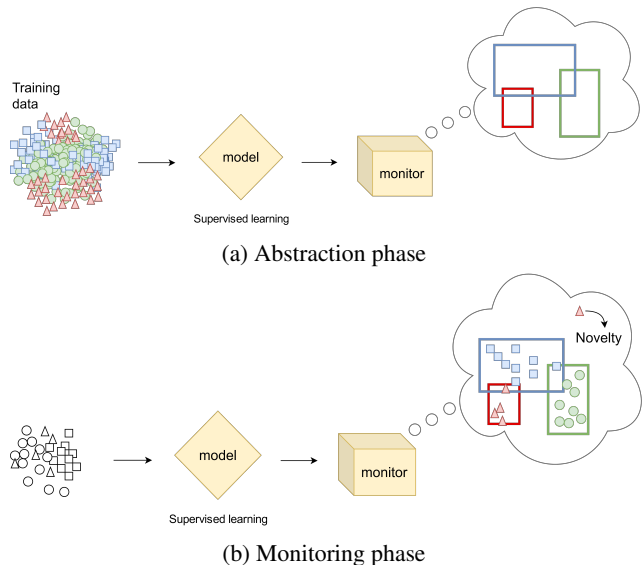 Training
data
model
monitor
Supervised learning
(a) Abstraction phase
Novelty
model
monitor
Supervised learning
(b) Monitoring phase